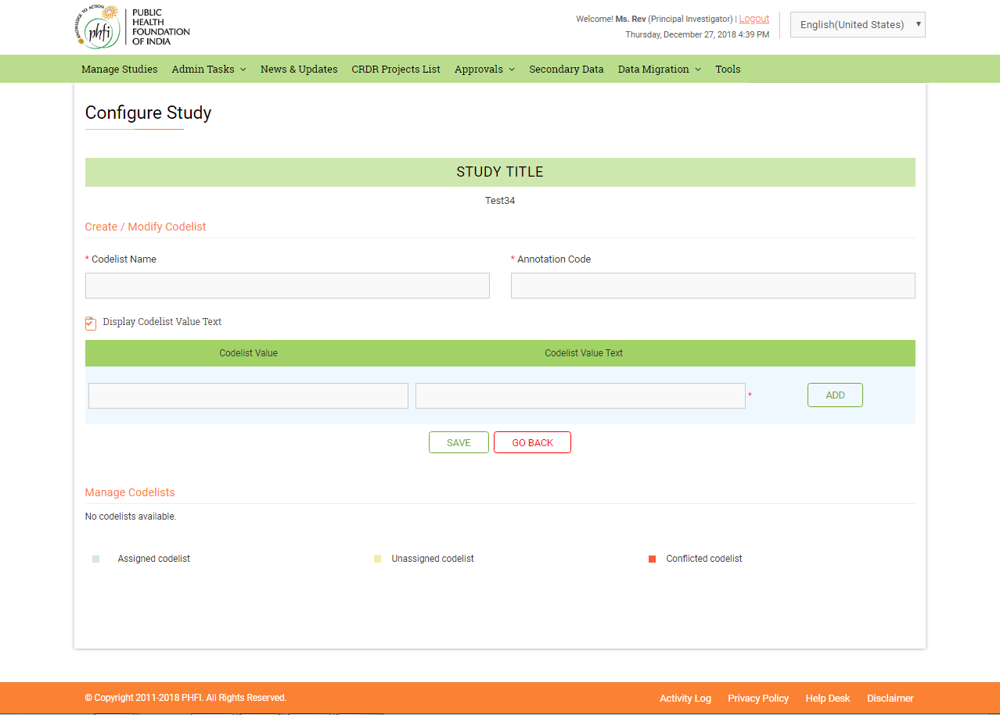 KNOWLEDGE TO ACTION
phfi
PUBLIC
HEALTH
FOUNDATION
OF INDIA
Welcome! Ms. Rev (Principal Investigator) | Logout
Thursday, December 27, 2018 4:39 PM
English(United States)
Manage Studies Admin Tasks News & Updates CRDR Projects List Approvals Secondary Data Data Migration Tools
Configure Study
STUDY TITLE
Test34
Create / Modify Codelist
* Codelist Name * Annotation Code
Display Codelist Value Text
Codelist Value Codelist Value Text
* ADD
SAVE GO BACK
Manage Codelists
No codelists available.
Assigned codelist Unassigned codelist Conflicted codelist
© Copyright 2011-2018 PHFI. All Rights Reserved. Activity Log Privacy Policy Help Desk Disclaimer